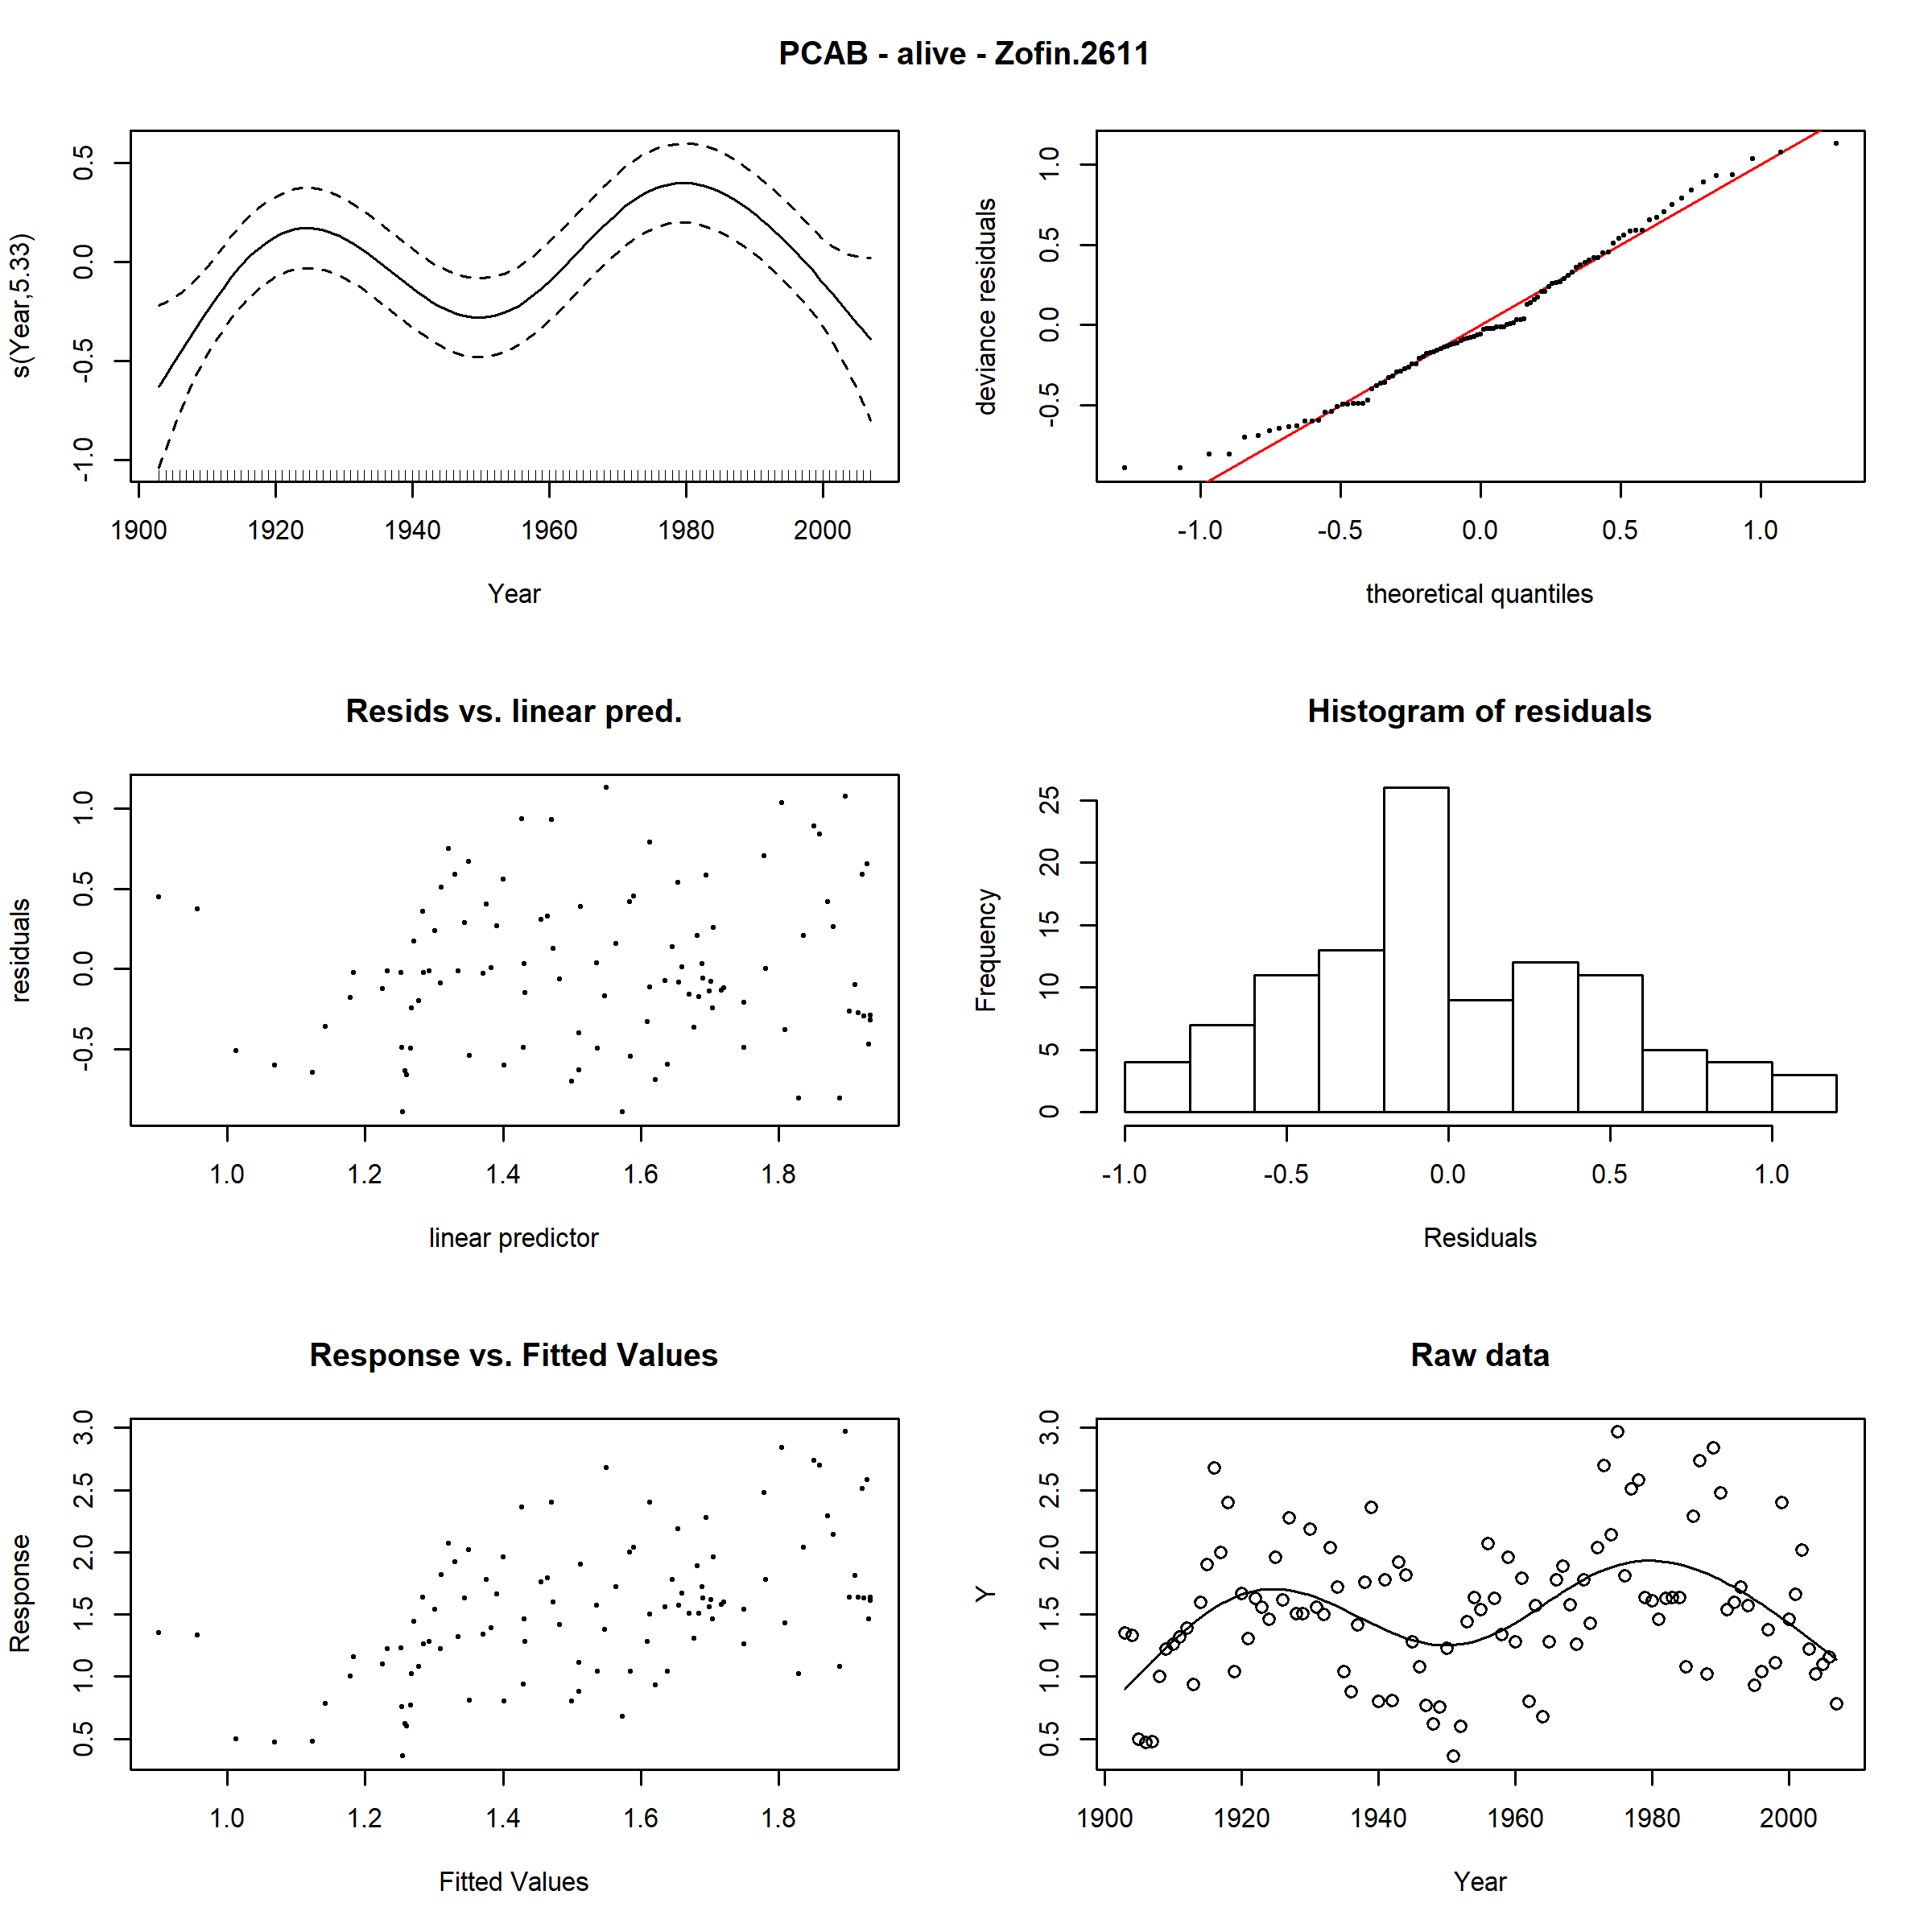 PCAB - alive - Zofin.2611
s(Year,5.33)
0.5
0.0
-0.5
-1.0
1900 1920 1940 1960 1980 2000
Year
deviance residuals
1.0
0.5
0.0
-0.5
-1.0 -0.5 0.0 0.5 1.0
theoretical quantiles
Resids vs. linear pred.
residuals
1.0
0.5
0.0
-0.5
1.0 1.2 1.4 1.6 1.8
linear predictor
Histogram of residuals
Frequency
25
20
15
10
5
0
-1.0 -0.5 0.0 0.5 1.0
Residuals
Response vs. Fitted Values
Response
3.0
2.5
2.0
1.5
1.0
0.5
1.0 1.2 1.4 1.6 1.8
Fitted Values
Raw data
Y
3.0
2.5
2.0
1.5
1.0
0.5
1900 1920 1940 1960 1980 2000
Year